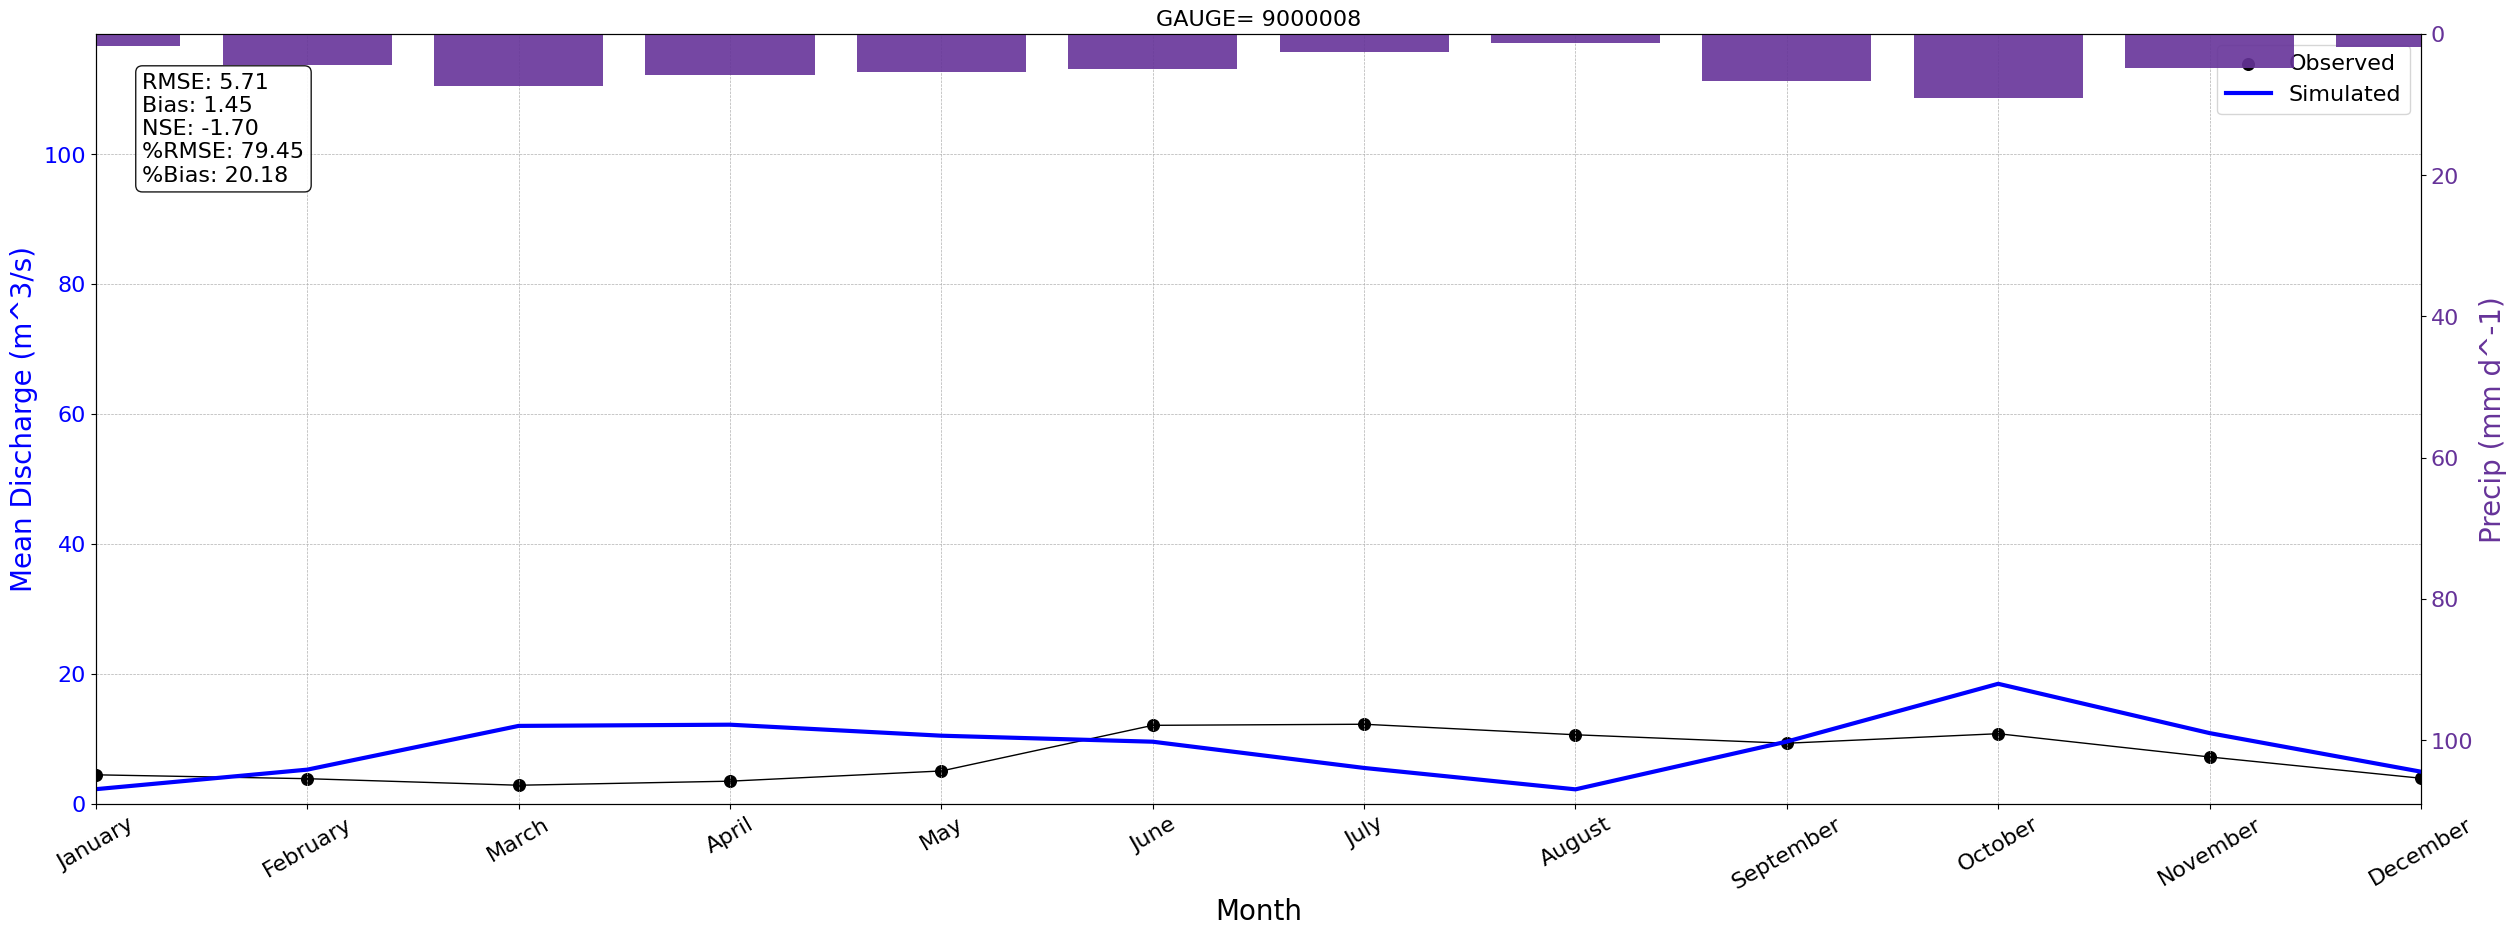 GAUGE= 9000008
RMSE: 5.71
Bias: 1.45
NSE: -1.70
%RMSE: 79.45
%Bias: 20.18
Observed
Simulated
Mean Discharge (m^3/s)
100
80
60
40
20
0
Precip (mm d^-1)
0
20
40
60
80
100
January
February
March
April
May
June
July
August
September
October
November
December
Month